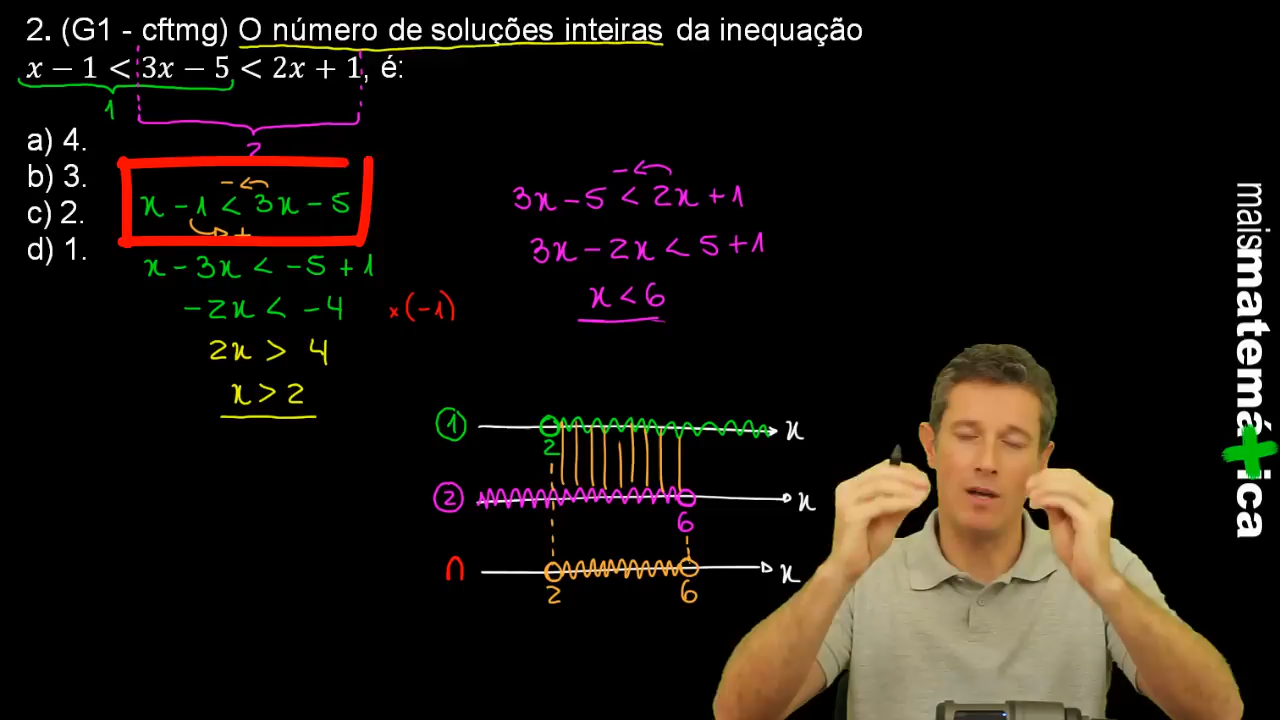 2. (G1 - cftmg) O número de soluções inteiras da inequação
x − 1 < 3x − 5 < 2x + 1, é:
1
2
a) 4.
b) 3.
c) 2.
d) 1.
−
x − 1 < 3x − 5
+
x − 3x < −5 + 1
−2x < −4 ×(−1)
2x > 4
x > 2
−
3x − 5 < 2x + 1
3x − 2x < 5 + 1
x < 6
1 x
2
2 x
6
∩ x
2 6
maismatemática